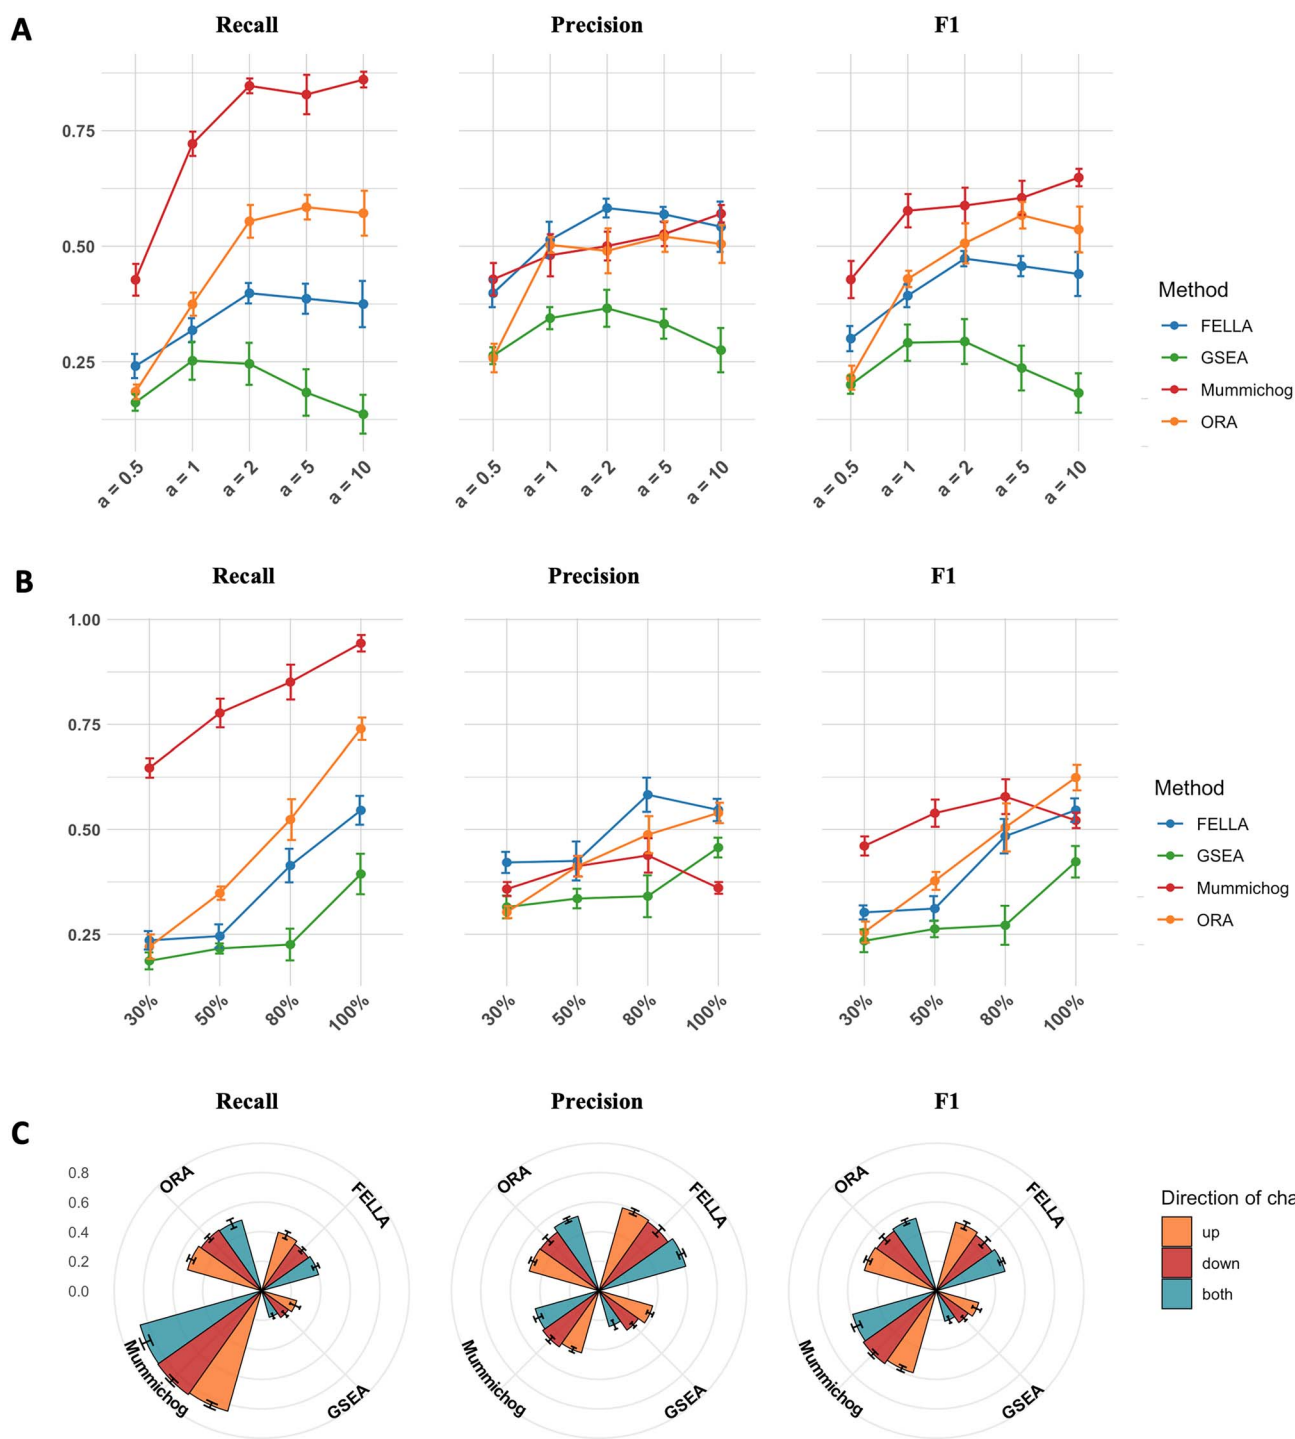 A
Recall Precision F1
0.75
0.50
0.25
a = 0.5 a = 1 a = 2 a = 5 a = 10
a = 0.5 a = 1 a = 2 a = 5 a = 10
a = 0.5 a = 1 a = 2 a = 5 a = 10
Method
FELLA
GSEA
Mummichog
ORA
B
Recall Precision F1
1.00
0.75
0.50
0.25
30% 50% 80% 100%
30% 50% 80% 100%
30% 50% 80% 100%
Method
FELLA
GSEA
Mummichog
ORA
C
Recall Precision F1
0.8
0.6
0.4
0.2
0.0
ORA FELLA
Mummichog GSEA
ORA FELLA
Mummichog GSEA
ORA FELLA
Mummichog GSEA
Direction of cha
up
down
both